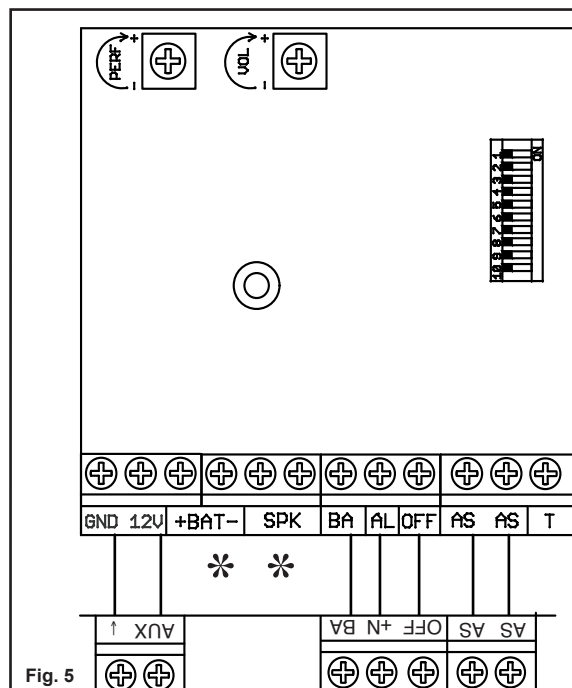 PERF + -
VOL + -
ON
1 2 3 4 5 6 7 8 9 10
GND 12V +BAT- SPK BA AL OFF AS AS T
* *
↑ AUX BA +N OFF AS AS
Fig. 5